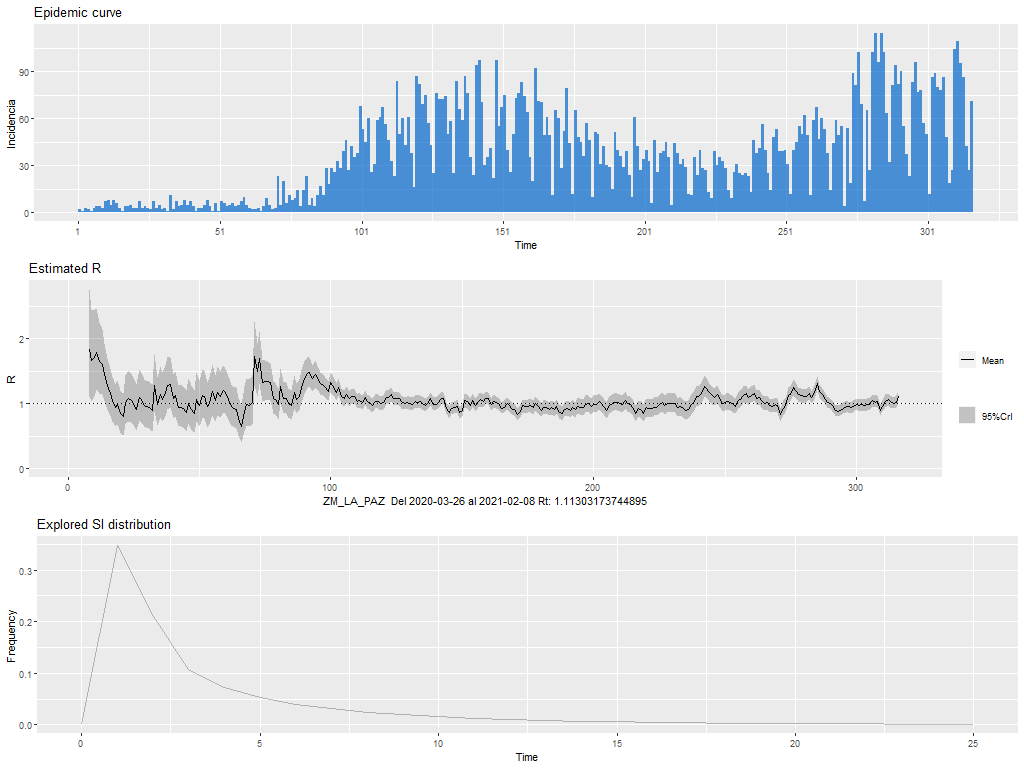 Epidemic curve
Incidencia
90
60
30
0
1 51 101 151 201 251 301
Time
Estimated R
R
2
1
0
0 100 200 300
ZM_LA_PAZ Del 2020-03-26 al 2021-02-08 Rt: 1.11303173744895
Mean
95%CrI
Explored SI distribution
Frequency
0.3
0.2
0.1
0.0
0 5 10 15 20 25
Time